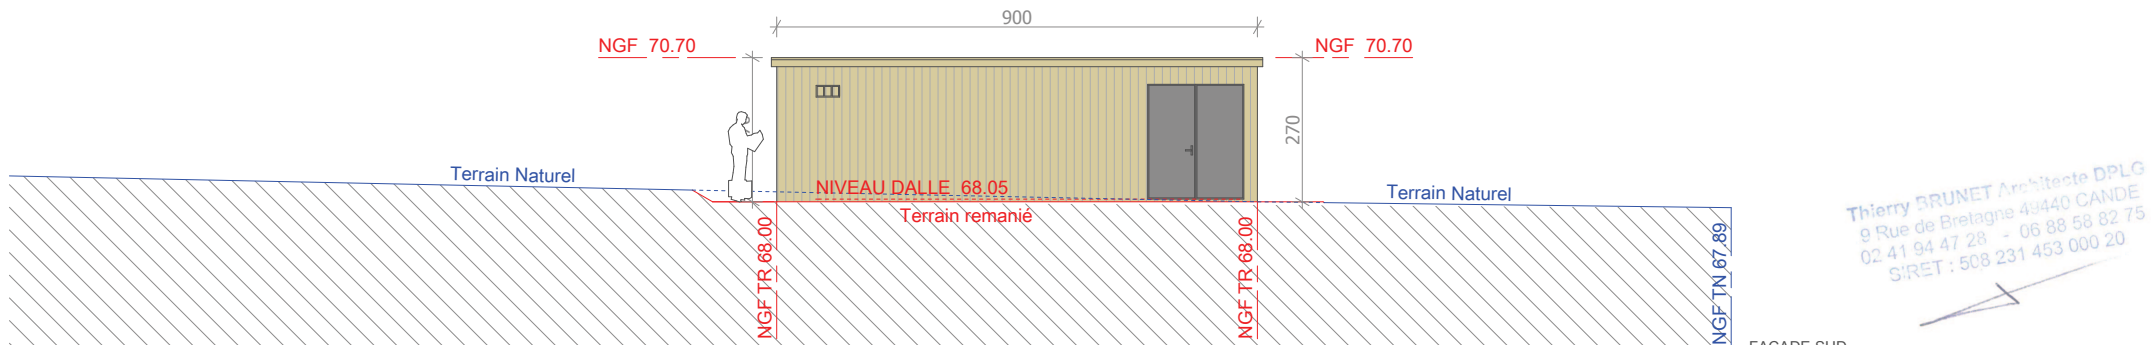 900
NGF 70.70
NGF 70.70
270
Terrain Naturel
NIVEAU DALLE 68.05
Terrain remanié
Terrain Naturel
NGF TR 68.00
NGF TR 68.00
NGF TN 67.89
Thierry BRUNET Architecte DPLG
9 Rue de Bretagne 49440 CANDE
02 41 94 47 28 - 06 88 58 82 75
SIRET : 508 231 453 000 20
FACADE SUD